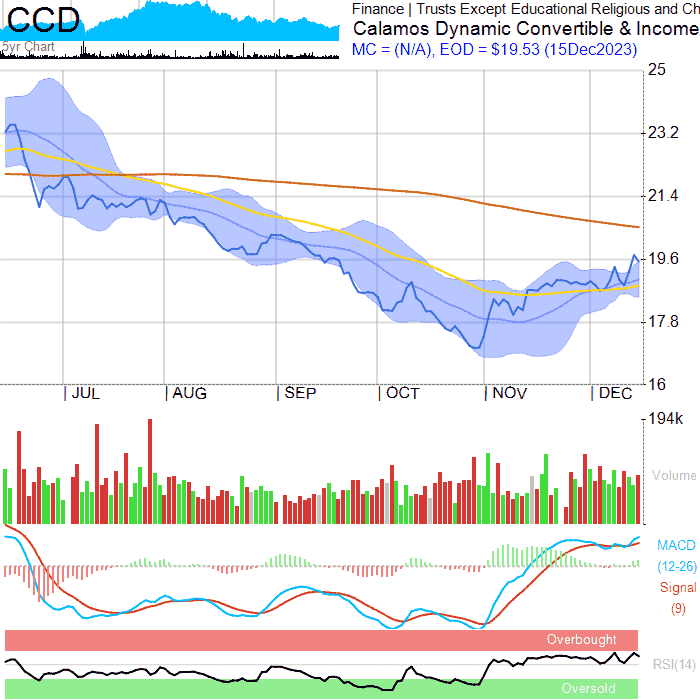 CCD
5yr Chart
Finance | Trusts Except Educational Religious and Ch
Calamos Dynamic Convertible & Income
MC = (N/A), EOD = $19.53 (15Dec2023)
25
23.2
21.4
19.6
17.8
16
JUL AUG SEP OCT NOV DEC
194k
Volume
MACD
(12-26)
Signal
(9)
Overbought
RSI(14)
Oversold